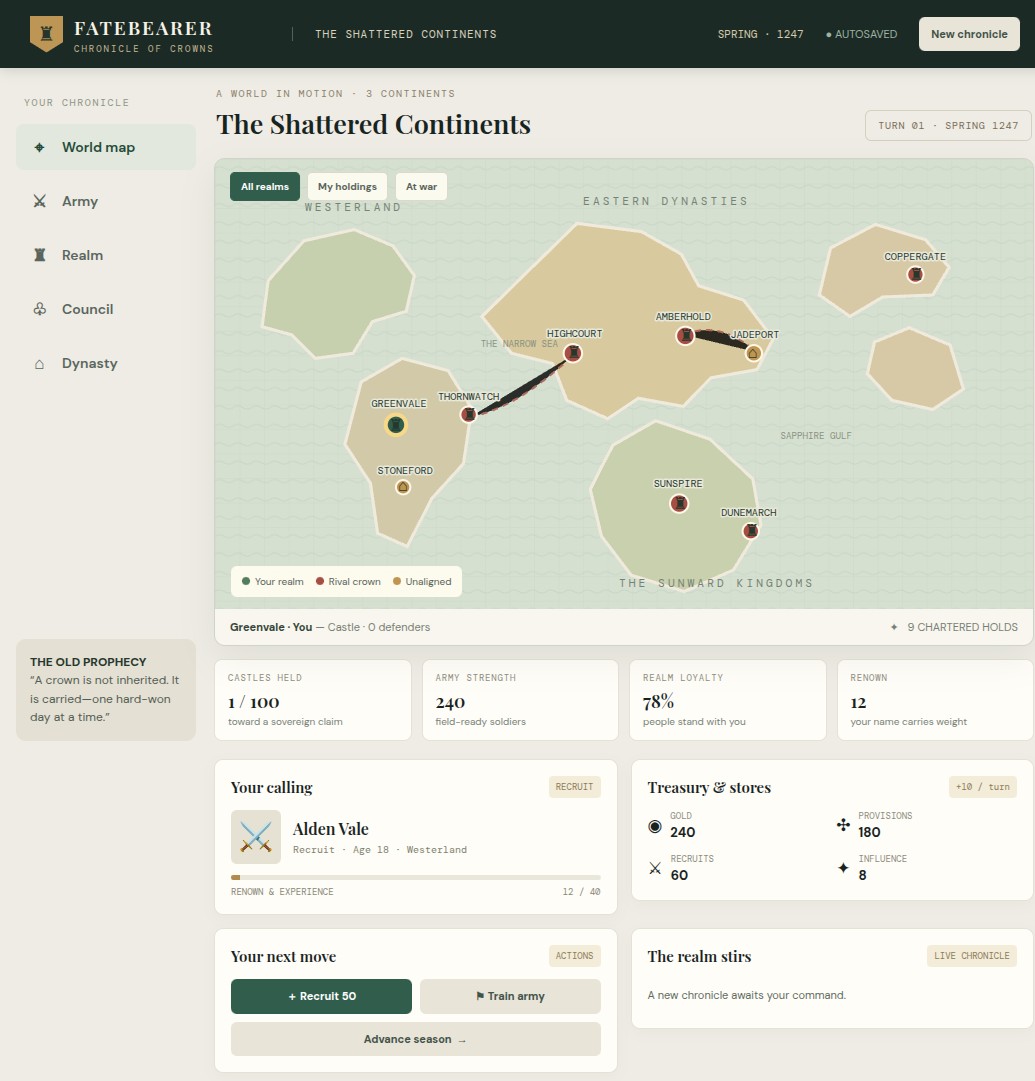 FATEBEARER
CHRONICLE OF CROWNS
THE SHATTERED CONTINENTS
SPRING · 1247
● AUTOSAVED
New chronicle
YOUR CHRONICLE
World map
Army
Realm
Council
Dynasty
THE OLD PROPHECY
“A crown is not inherited. It
is carried—one hard-won
day at a time.”
A WORLD IN MOTION · 3 CONTINENTS
The Shattered Continents
TURN 01 · SPRING 1247
All realms
My holdings
At war
WESTERLAND
EASTERN DYNASTIES
COPPERGATE
AMBERHOLD
HIGHCOURT
JADEPORT
THE NARROW SEA
THORNWATCH
GREENVALE
SAPPHIRE GULF
STONEFORD
SUNSPIRE
DUNEMARCH
THE SUNWARD KINGDOMS
Your realm
Rival crown
Unaligned
Greenvale · You — Castle · 0 defenders
✦ 9 CHARTERED HOLDS
CASTLES HELD
1 / 100
toward a sovereign claim
ARMY STRENGTH
240
field-ready soldiers
REALM LOYALTY
78%
people stand with you
RENOWN
12
your name carries weight
Your calling
RECRUIT
Alden Vale
Recruit · Age 18 · Westerland
RENOWN & EXPERIENCE
12 / 40
Treasury & stores
+10 / turn
GOLD
240
PROVISIONS
180
RECRUITS
60
INFLUENCE
8
Your next move
ACTIONS
+ Recruit 50
⚑ Train army
Advance season →
The realm stirs
LIVE CHRONICLE
A new chronicle awaits your command.